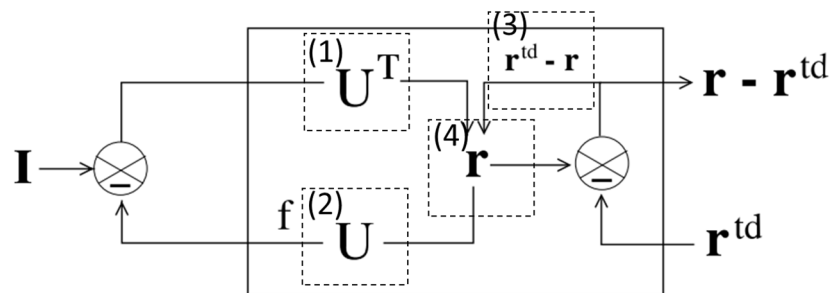 (3)
(1)
r^td - r
U^T
r - r^td
(4)
I
r
f
(2)
U
r^td